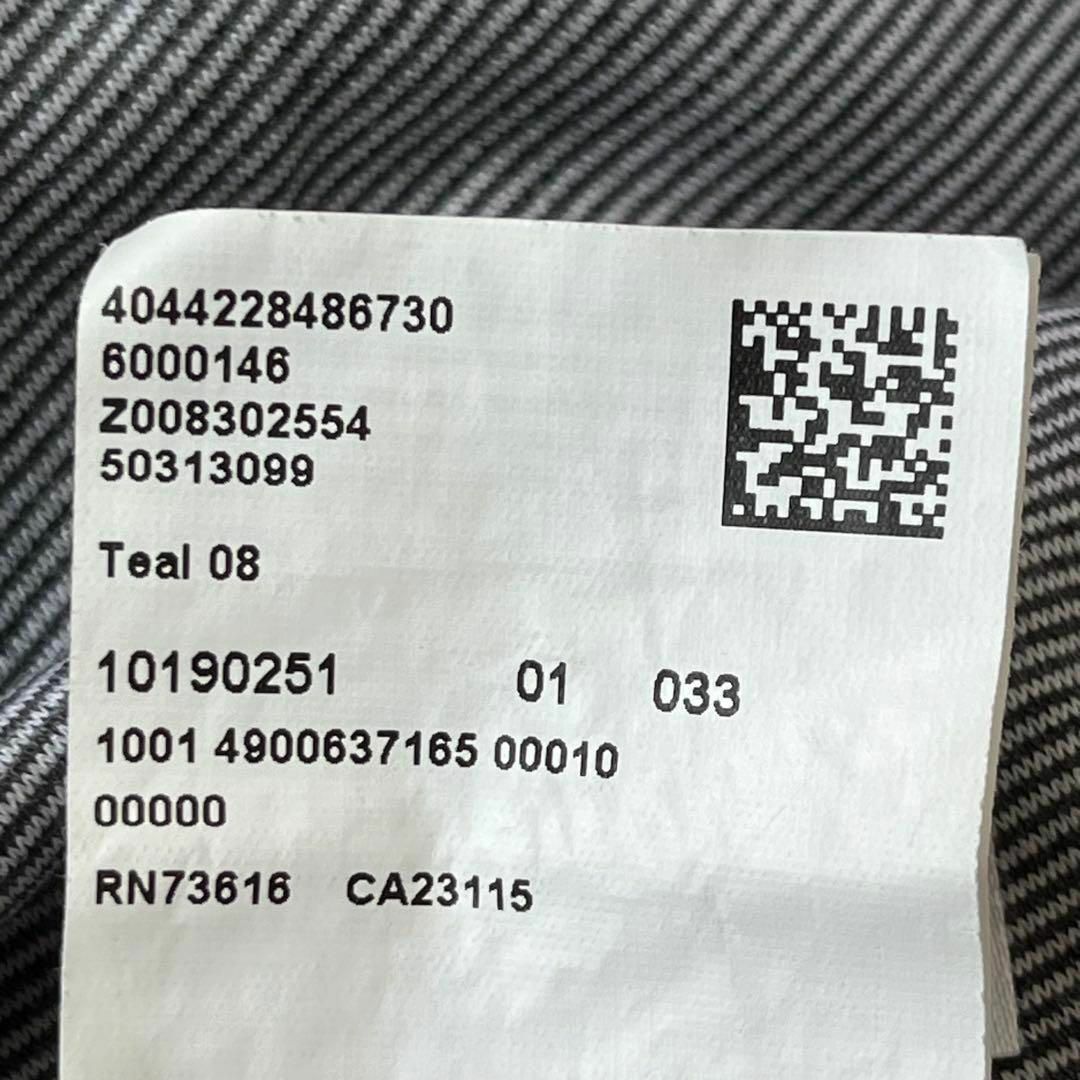 4044228486730
6000146
Z008302554
50313099
Teal 08
10190251 01 033
1001 4900637165 00010
00000
RN73616 CA23115